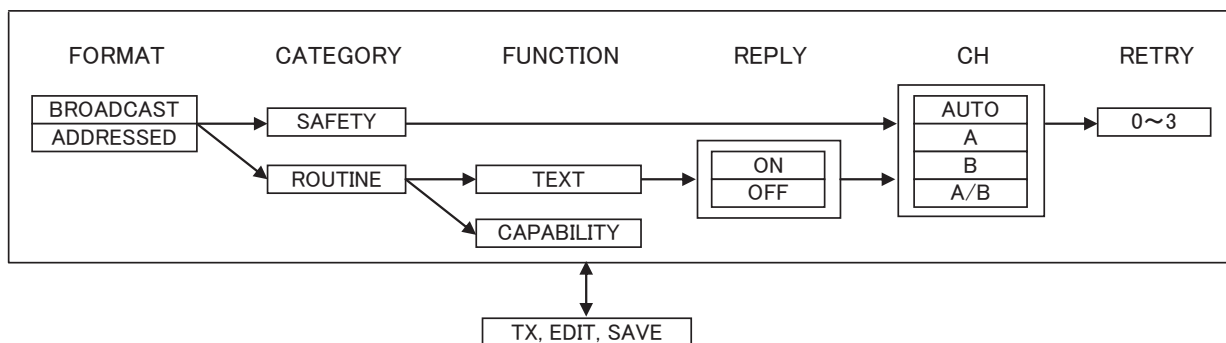 FORMAT CATEGORY FUNCTION REPLY CH RETRY
BROADCAST
ADDRESSED
SAFETY
ROUTINE
TEXT
CAPABILITY
ON
OFF
AUTO
A
B
A/B
0～3
TX, EDIT, SAVE